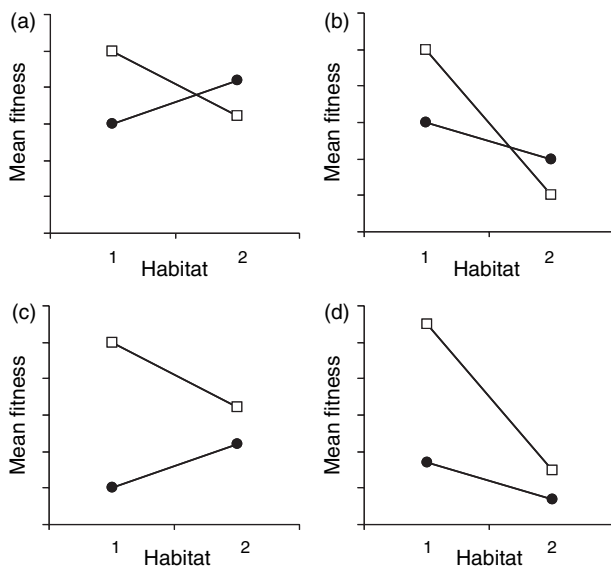 (a)
Mean fitness
1 2
Habitat
(b)
Mean fitness
1 2
Habitat
(c)
Mean fitness
1 2
Habitat
(d)
Mean fitness
1 2
Habitat